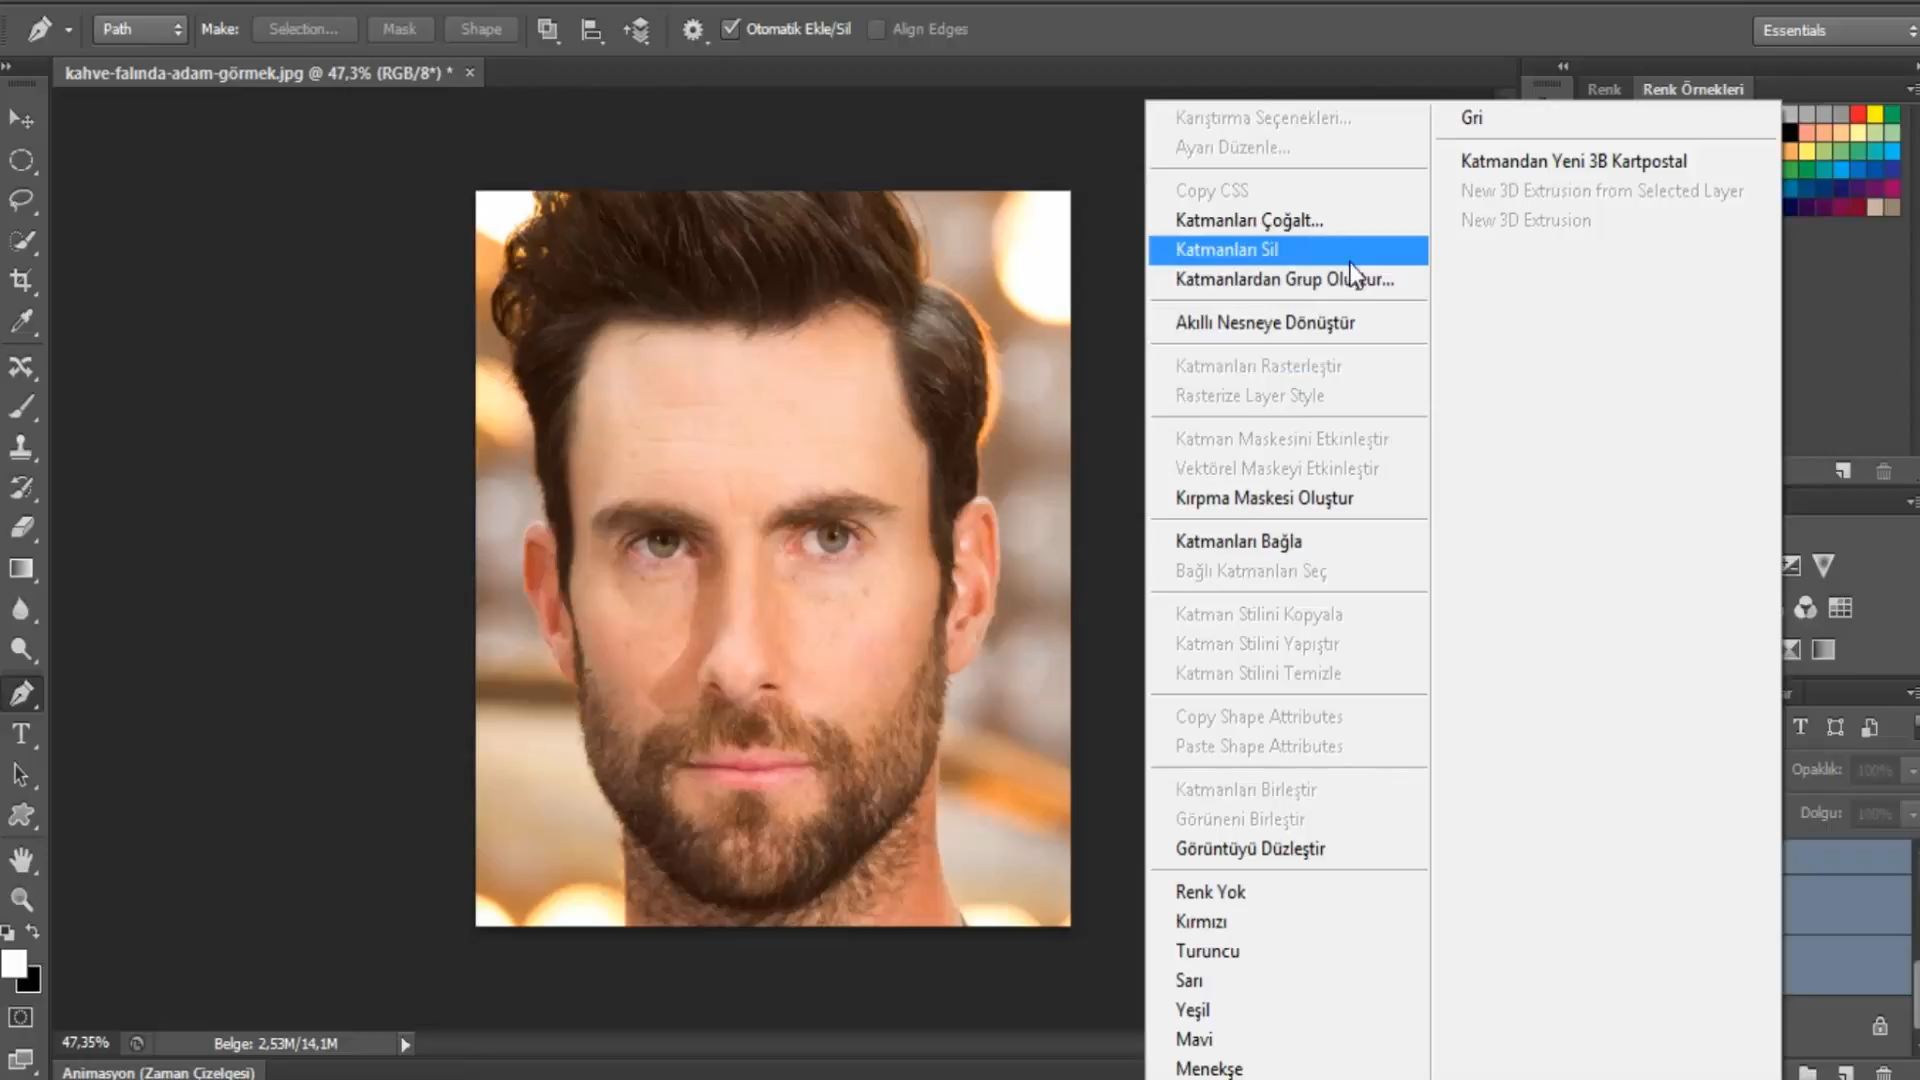 Path
Make:
Selection...
Mask
Shape
Otomatik Ekle/Sil
Align Edges
Essentials
kahve-falında-adam-görmek.jpg @ 47,3% (RGB/8*) *
Renk
Renk Örnekleri
Karıştırma Seçenekleri...
Ayarı Düzenle...
Copy CSS
Katmanları Çoğalt...
Katmanları Sil
Katmanlardan Grup Oluştur...
Akıllı Nesneye Dönüştür
Katmanları Rasterleştir
Rasterize Layer Style
Katman Maskesini Etkinleştir
Vektörel Maskeyi Etkinleştir
Kırpma Maskesi Oluştur
Katmanları Bağla
Bağlı Katmanları Seç
Katman Stilini Kopyala
Katman Stilini Yapıştır
Katman Stilini Temizle
Copy Shape Attributes
Paste Shape Attributes
Katmanları Birleştir
Görüneni Birleştir
Görüntüyü Düzleştir
Renk Yok
Kırmızı
Turuncu
Sarı
Yeşil
Mavi
Menekşe
Gri
Katmandan Yeni 3B Kartpostal
New 3D Extrusion from Selected Layer
New 3D Extrusion
Opaklık: 100%
Dolgu: 100%
47,35%
Belge: 2,53M/14,1M
Animasyon (Zaman Çizelgesi)